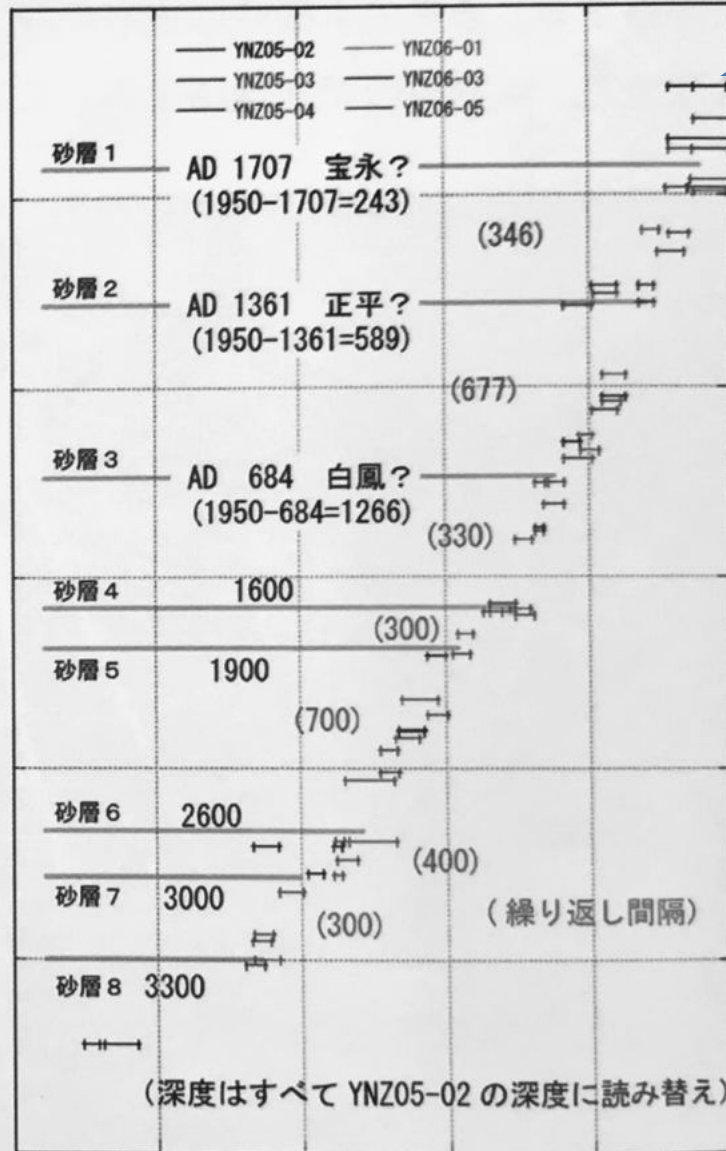 YNZ05-02 YNZ06-01
YNZ05-03 YNZ06-03
YNZ05-04 YNZ06-05
砂層1
AD 1707 宝永?
(1950-1707=243)
(346)
砂層2
AD 1361 正平?
(1950-1361=589)
(677)
砂層3
AD 684 白鳳?
(1950-684=1266)
(330)
砂層4 1600
(300)
砂層5 1900
(700)
砂層6 2600
(400)
砂層7 3000
(300)
(繰り返し間隔)
砂層8 3300
(深度はすべて YNZ05-02 の深度に読み替え)